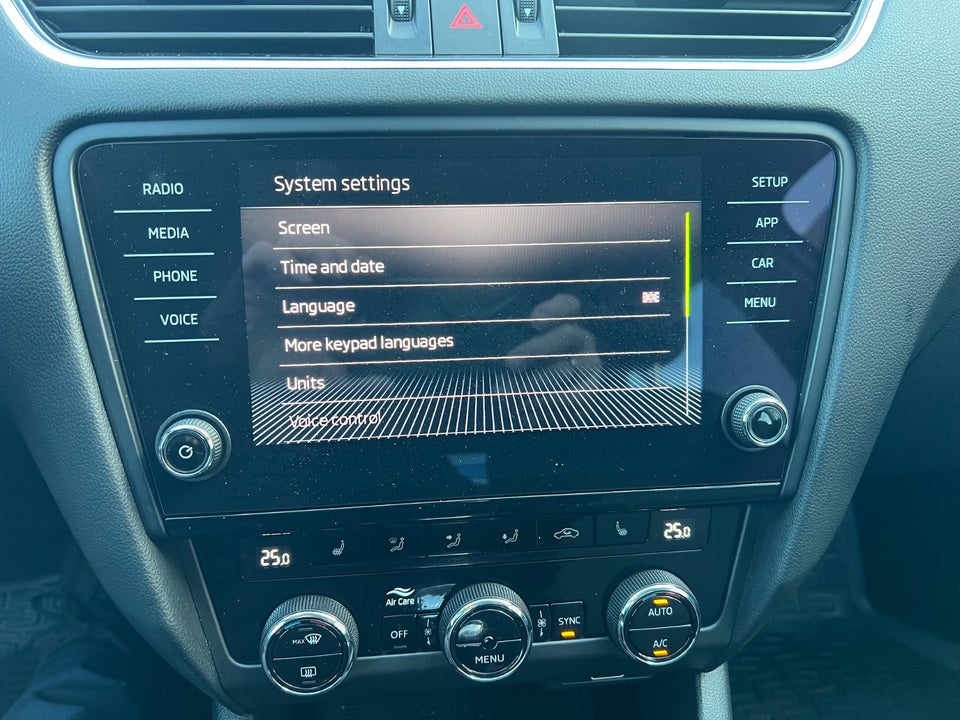 RADIO
MEDIA
PHONE
VOICE
System settings
Screen
Time and date
Language
More keypad languages
Units
Voice control
SETUP
APP
CAR
MENU
25.0
25.0
Air Care
MAX
OFF
MENU
SYNC
AUTO
A/C